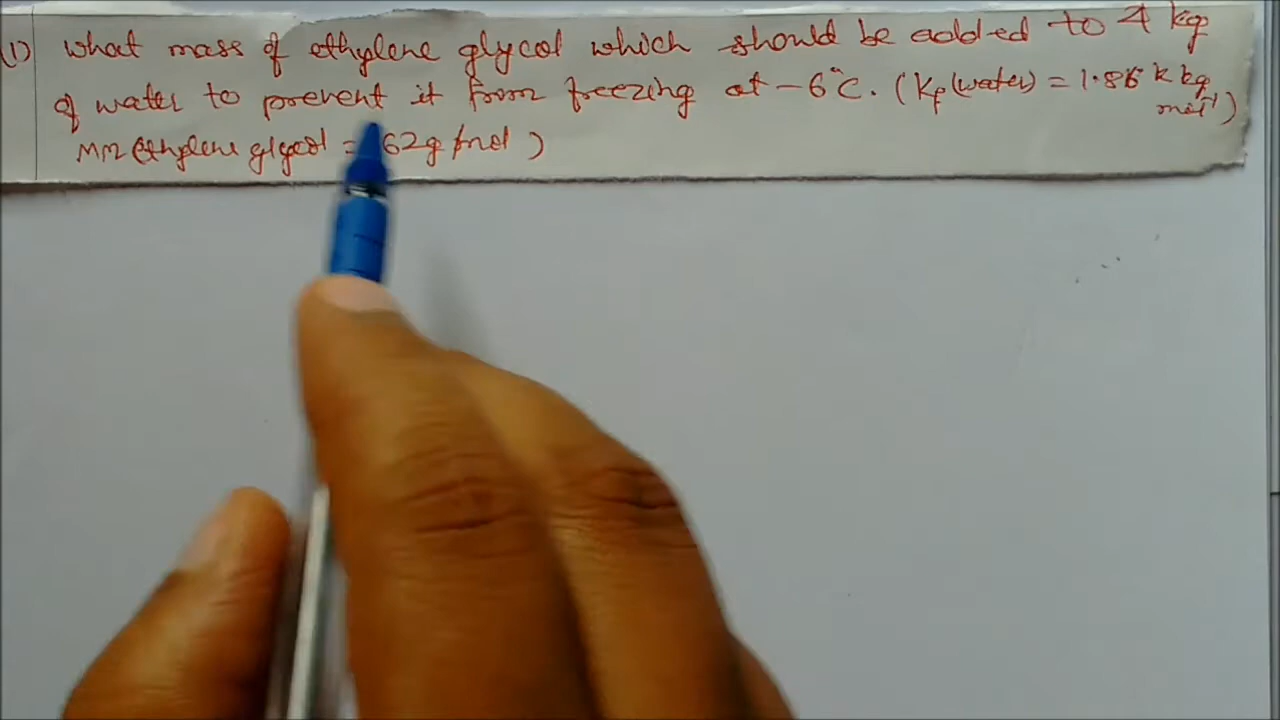 (1) What mass of ethylene glycol which should be added to 4 kg
of water to prevent it from freezing at -6°C. (Kf (water) = 1.86 K kg mol⁻¹)
MM (Ethylene glycol = 62g/mol)